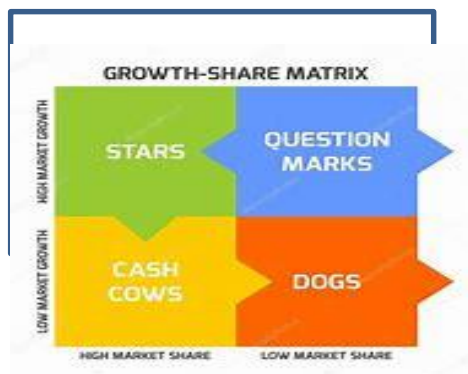 GROWTH-SHARE MATRIX
HIGH MARKET GROWTH
STARS
QUESTION
MARKS
LOW MARKET GROWTH
CASH
COWS
DOGS
HIGH MARKET SHARE
LOW MARKET SHARE